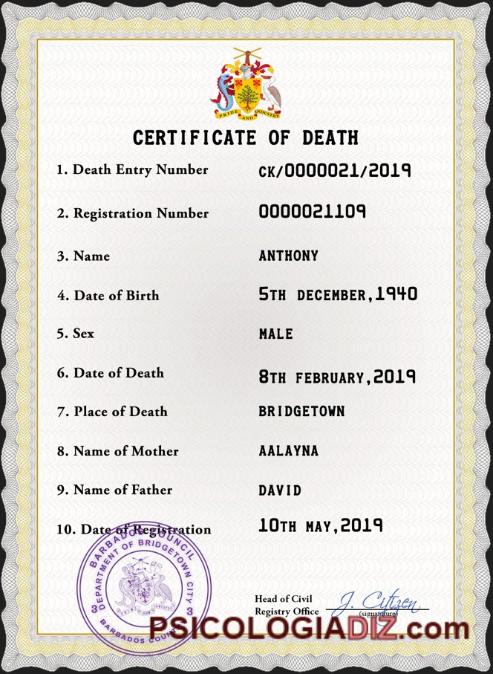 PRIDE AND INDUSTRY
CERTIFICATE OF DEATH
1. Death Entry Number CK/0000021/2019
2. Registration Number 0000021109
3. Name ANTHONY
4. Date of Birth 5TH DECEMBER,1940
5. Sex MALE
6. Date of Death 8TH FEBRUARY,2019
7. Place of Death BRIDGETOWN
8. Name of Mother AALAYNA
9. Name of Father DAVID
10. Date of Registration 10TH MAY,2019
BARBADOS COUNCIL
DEPARTMENT OF BRIDGETOWN CITY
3 3
BARBADOS COUNCIL
Head of Civil
Registry Office J. Citizen
(signature)
PSICOLOGIADIZ.com